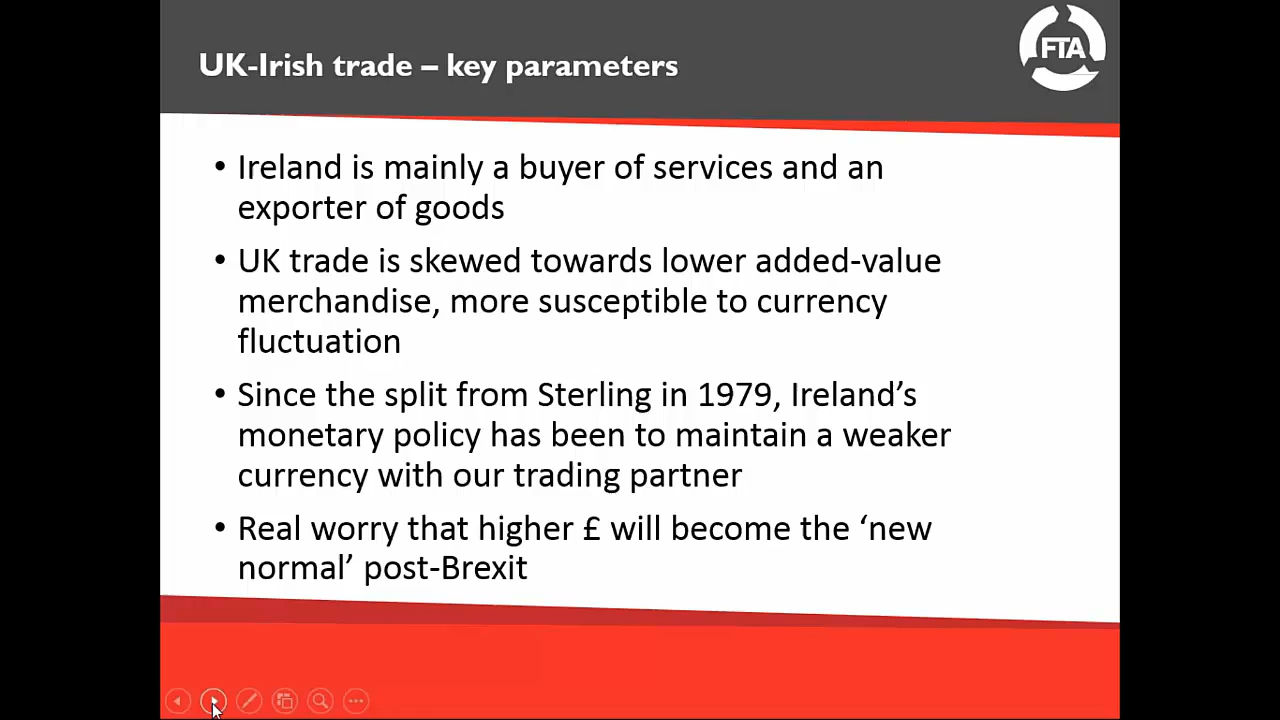 UK-Irish trade – key parameters
FTA
• Ireland is mainly a buyer of services and an
exporter of goods
• UK trade is skewed towards lower added-value
merchandise, more susceptible to currency
fluctuation
• Since the split from Sterling in 1979, Ireland’s
monetary policy has been to maintain a weaker
currency with our trading partner
• Real worry that higher £ will become the ‘new
normal’ post-Brexit